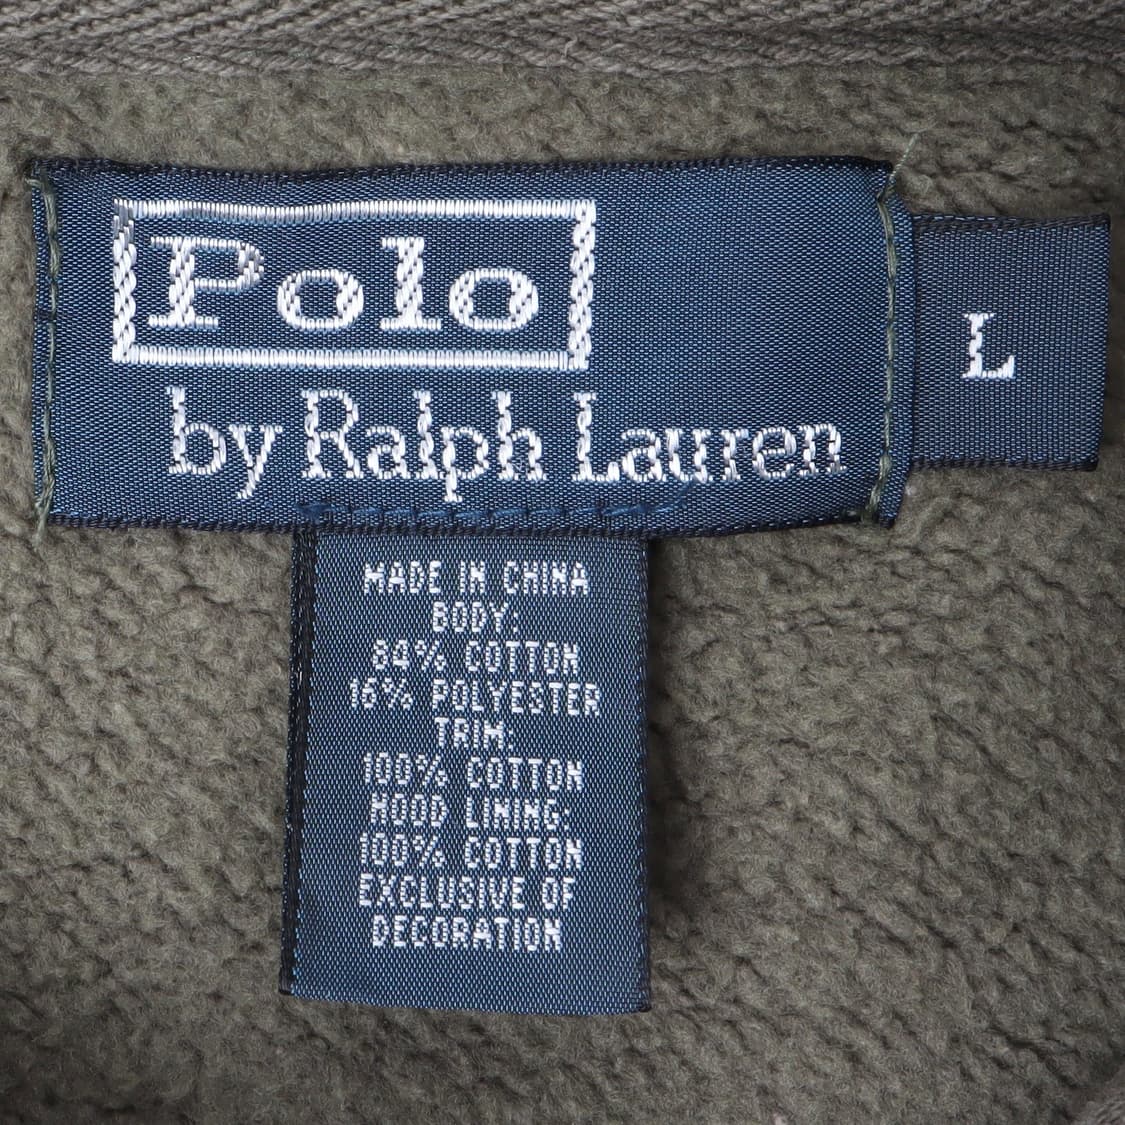 Polo
by Ralph Lauren
L
MADE IN CHINA
BODY:
84% COTTON
16% POLYESTER
TRIM:
100% COTTON
HOOD LINING:
100% COTTON
EXCLUSIVE OF
DECORATION